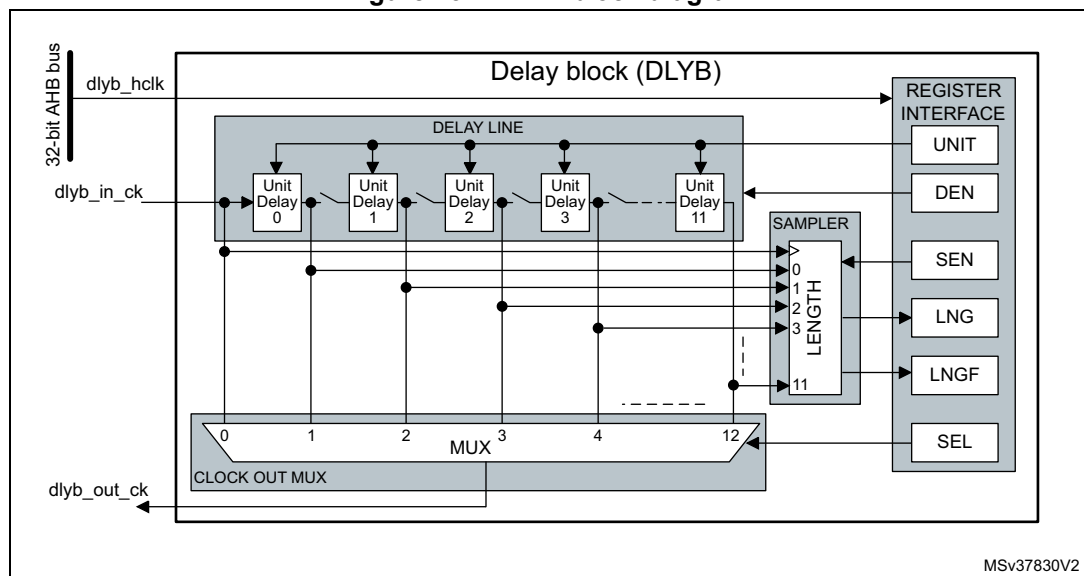 Delay block (DLYB)
32-bit AHB bus
dlyb_hclk
REGISTER
INTERFACE
DELAY LINE
UNIT
dlyb_in_ck
Unit
Delay
0
Unit
Delay
1
Unit
Delay
2
Unit
Delay
3
Unit
Delay
11
DEN
SAMPLER
SEN
0
1
2
3
11
LENGTH
LNG
LNGF
0
1
2
3
4
12
MUX
SEL
CLOCK OUT MUX
dlyb_out_ck
MSv37830V2